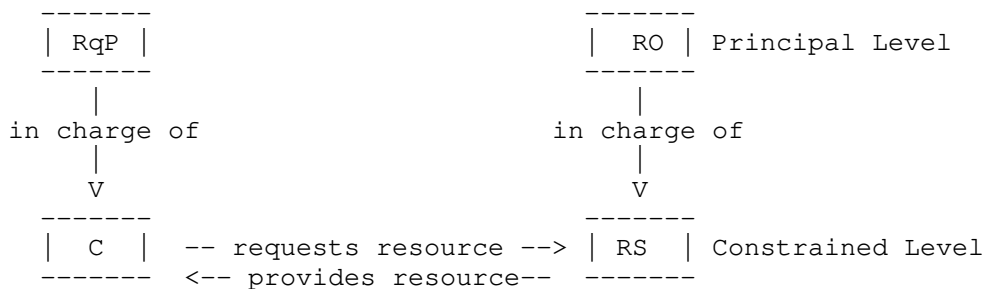 -------                           -------
| RqP |                           |  RO | Principal Level
-------                           -------
   |                                 |
in charge of                    in charge of
   |                                 |
   V                                 V
-------                           -------
|  C  |  -- requests resource --> | RS  | Constrained Level
-------  <-- provides resource--  -------